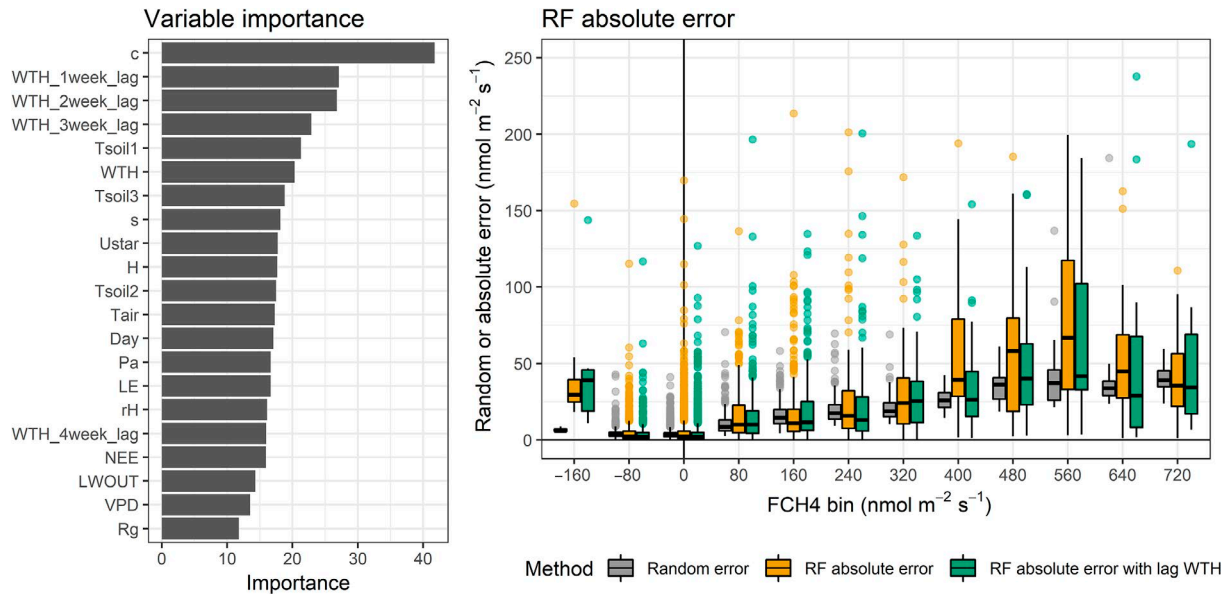 Variable importance
c
WTH_1week_lag
WTH_2week_lag
WTH_3week_lag
Tsoil1
WTH
Tsoil3
s
Ustar
H
Tsoil2
Tair
Day
Pa
LE
rH
WTH_4week_lag
NEE
LWOUT
VPD
Rg
0 10 20 30 40
Importance
RF absolute error
Random or absolute error (nmol m⁻² s⁻¹)
250
200
150
100
50
0
−160 −80 0 80 160 240 320 400 480 560 640 720
FCH4 bin (nmol m⁻² s⁻¹)
Method Random error RF absolute error RF absolute error with lag WTH